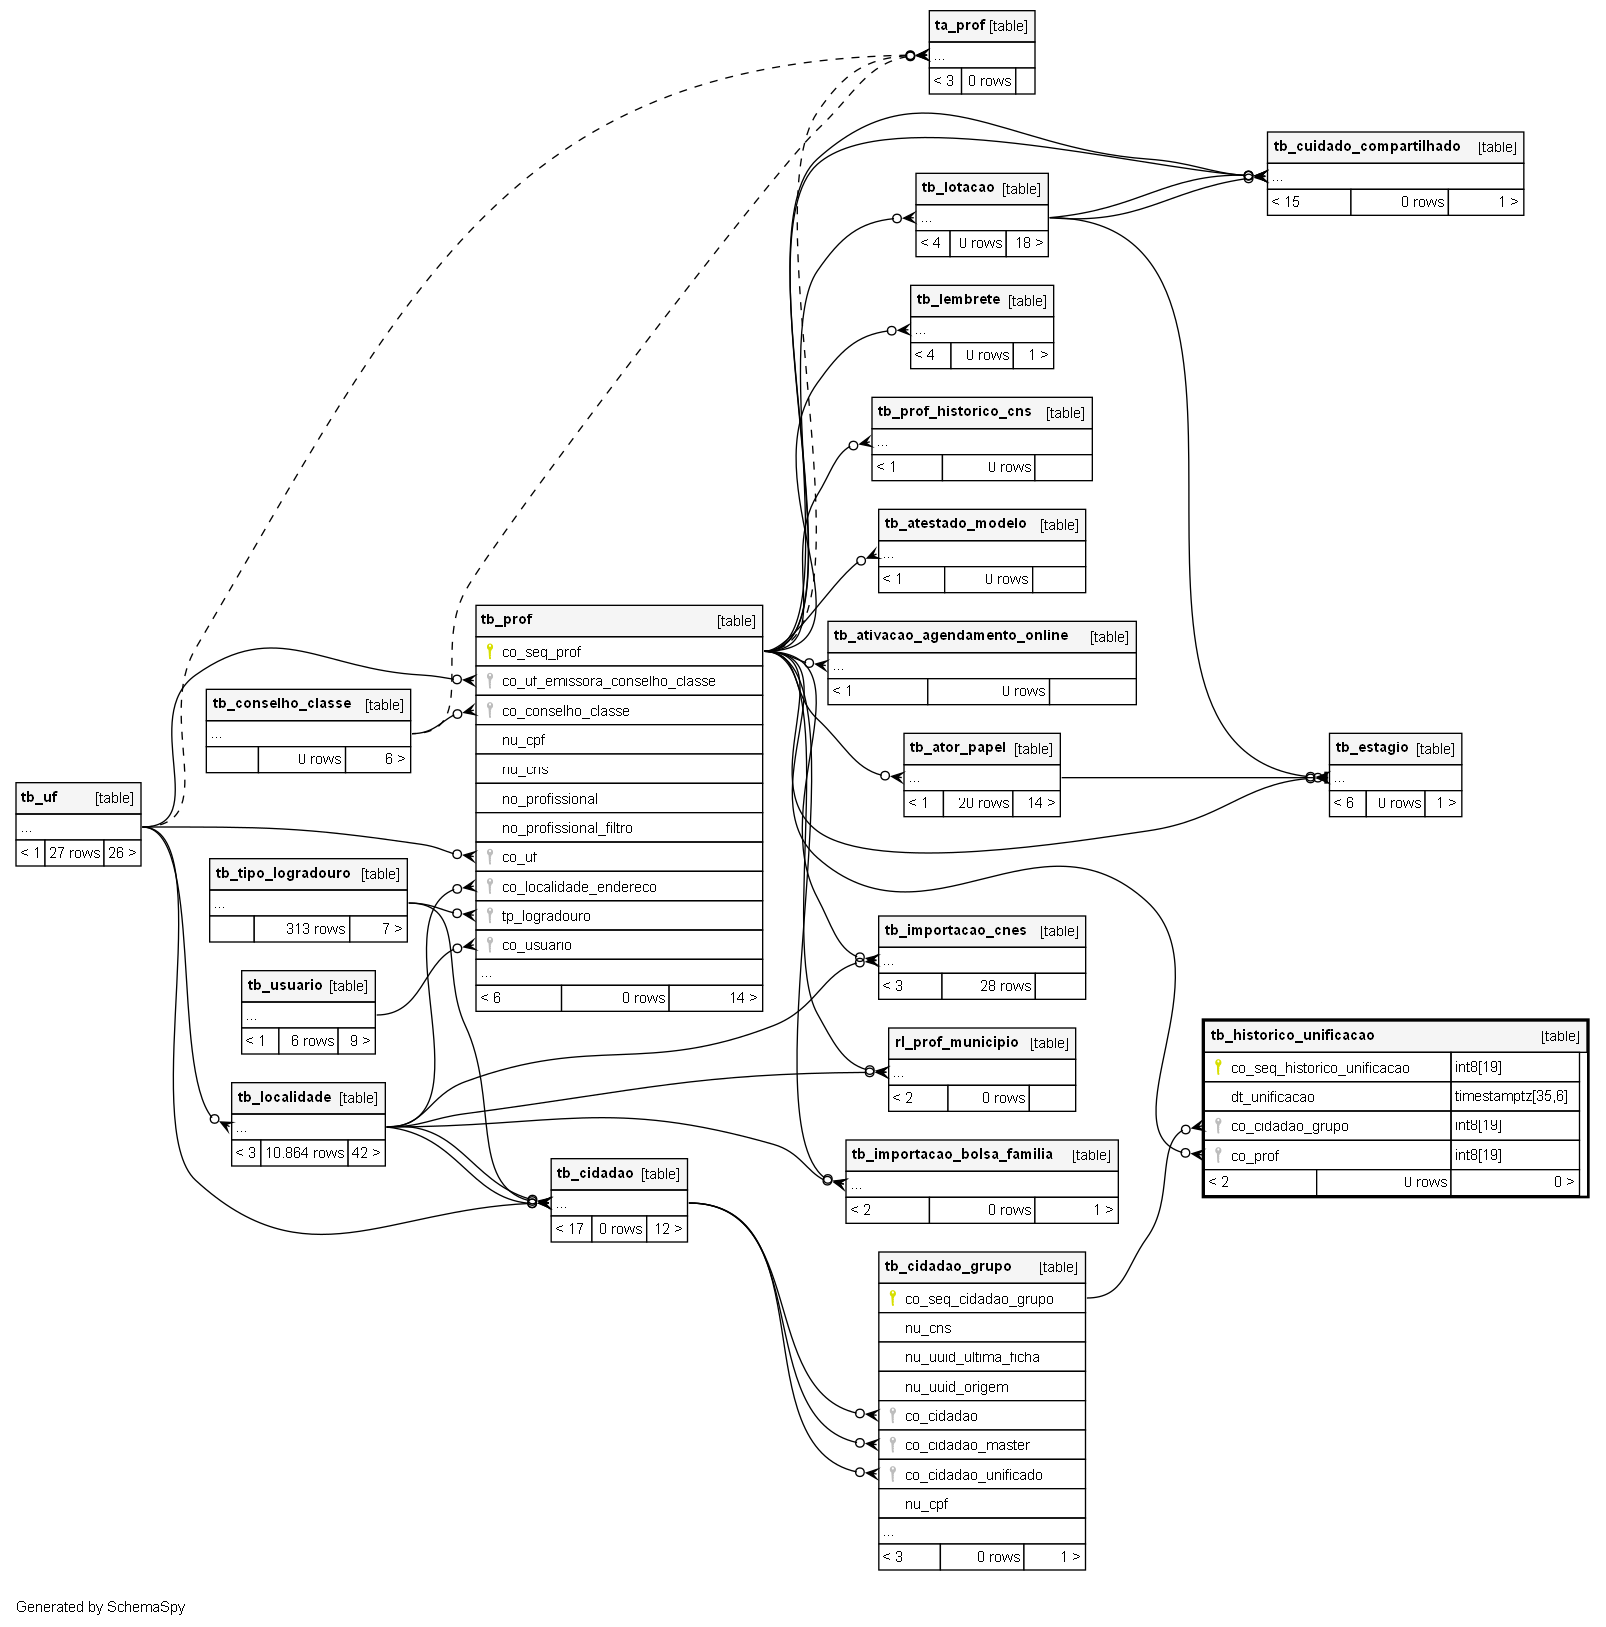 ta_prof [table]
...
< 3 0 rows
tb_cuidado_compartilhado [table]
...
< 15 0 rows 1 >
tb_lotacao [table]
...
< 4 0 rows 18 >
tb_lembrete [table]
...
< 4 0 rows 1 >
tb_prof_historico_cns [table]
...
< 1 0 rows
tb_atestado_modelo [table]
...
< 1 0 rows
tb_prof [table]
co_seq_prof
co_uf_emissora_conselho_classe
co_conselho_classe
nu_cpf
nu_cns
no_profissional
no_profissional_filtro
co_uf
co_localidade_endereco
tp_logradouro
co_usuario
...
< 6 0 rows 14 >
tb_ativacao_agendamento_online [table]
...
< 1 0 rows
tb_conselho_classe [table]
...
0 rows 6 >
tb_ator_papel [table]
...
< 1 20 rows 14 >
tb_estagio [table]
...
< 6 0 rows 1 >
tb_uf [table]
...
< 1 27 rows 26 >
tb_tipo_logradouro [table]
...
313 rows 7 >
tb_importacao_cnes [table]
...
< 3 28 rows
tb_usuario [table]
...
< 1 6 rows 9 >
rl_prof_municipio [table]
...
< 2 0 rows
tb_historico_unificacao [table]
co_seq_historico_unificacao int8[19]
dt_unificacao timestamptz[35,6]
co_cidadao_grupo int8[19]
co_prof int8[19]
< 2 0 rows 0 >
tb_localidade [table]
...
< 3 10.864 rows 42 >
tb_importacao_bolsa_familia [table]
...
< 2 0 rows 1 >
tb_cidadao [table]
...
< 17 0 rows 12 >
tb_cidadao_grupo [table]
co_seq_cidadao_grupo
nu_cns
nu_uuid_ultima_ficha
nu_uuid_origem
co_cidadao
co_cidadao_master
co_cidadao_unificado
nu_cpf
...
< 3 0 rows 1 >
Generated by SchemaSpy